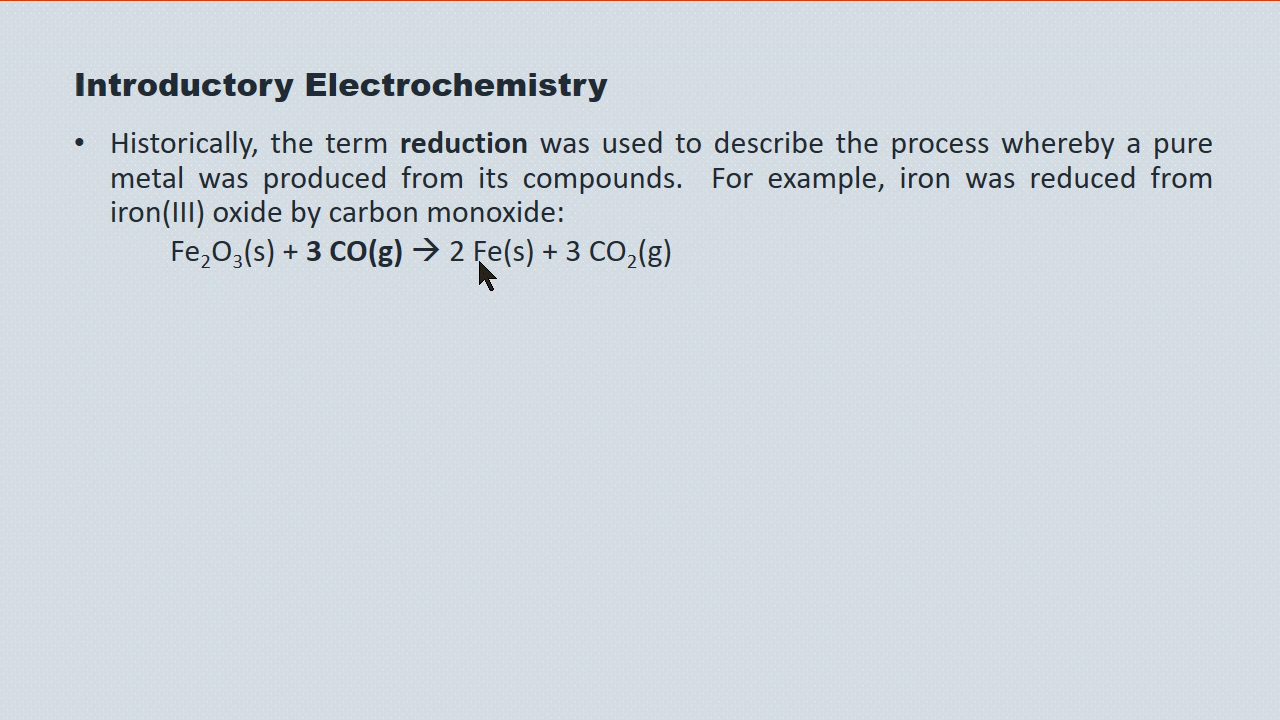 Introductory Electrochemistry
• Historically, the term reduction was used to describe the process whereby a pure
metal was produced from its compounds.  For example, iron was reduced from
iron(III) oxide by carbon monoxide:
Fe₂O₃(s) + 3 CO(g) → 2 Fe(s) + 3 CO₂(g)